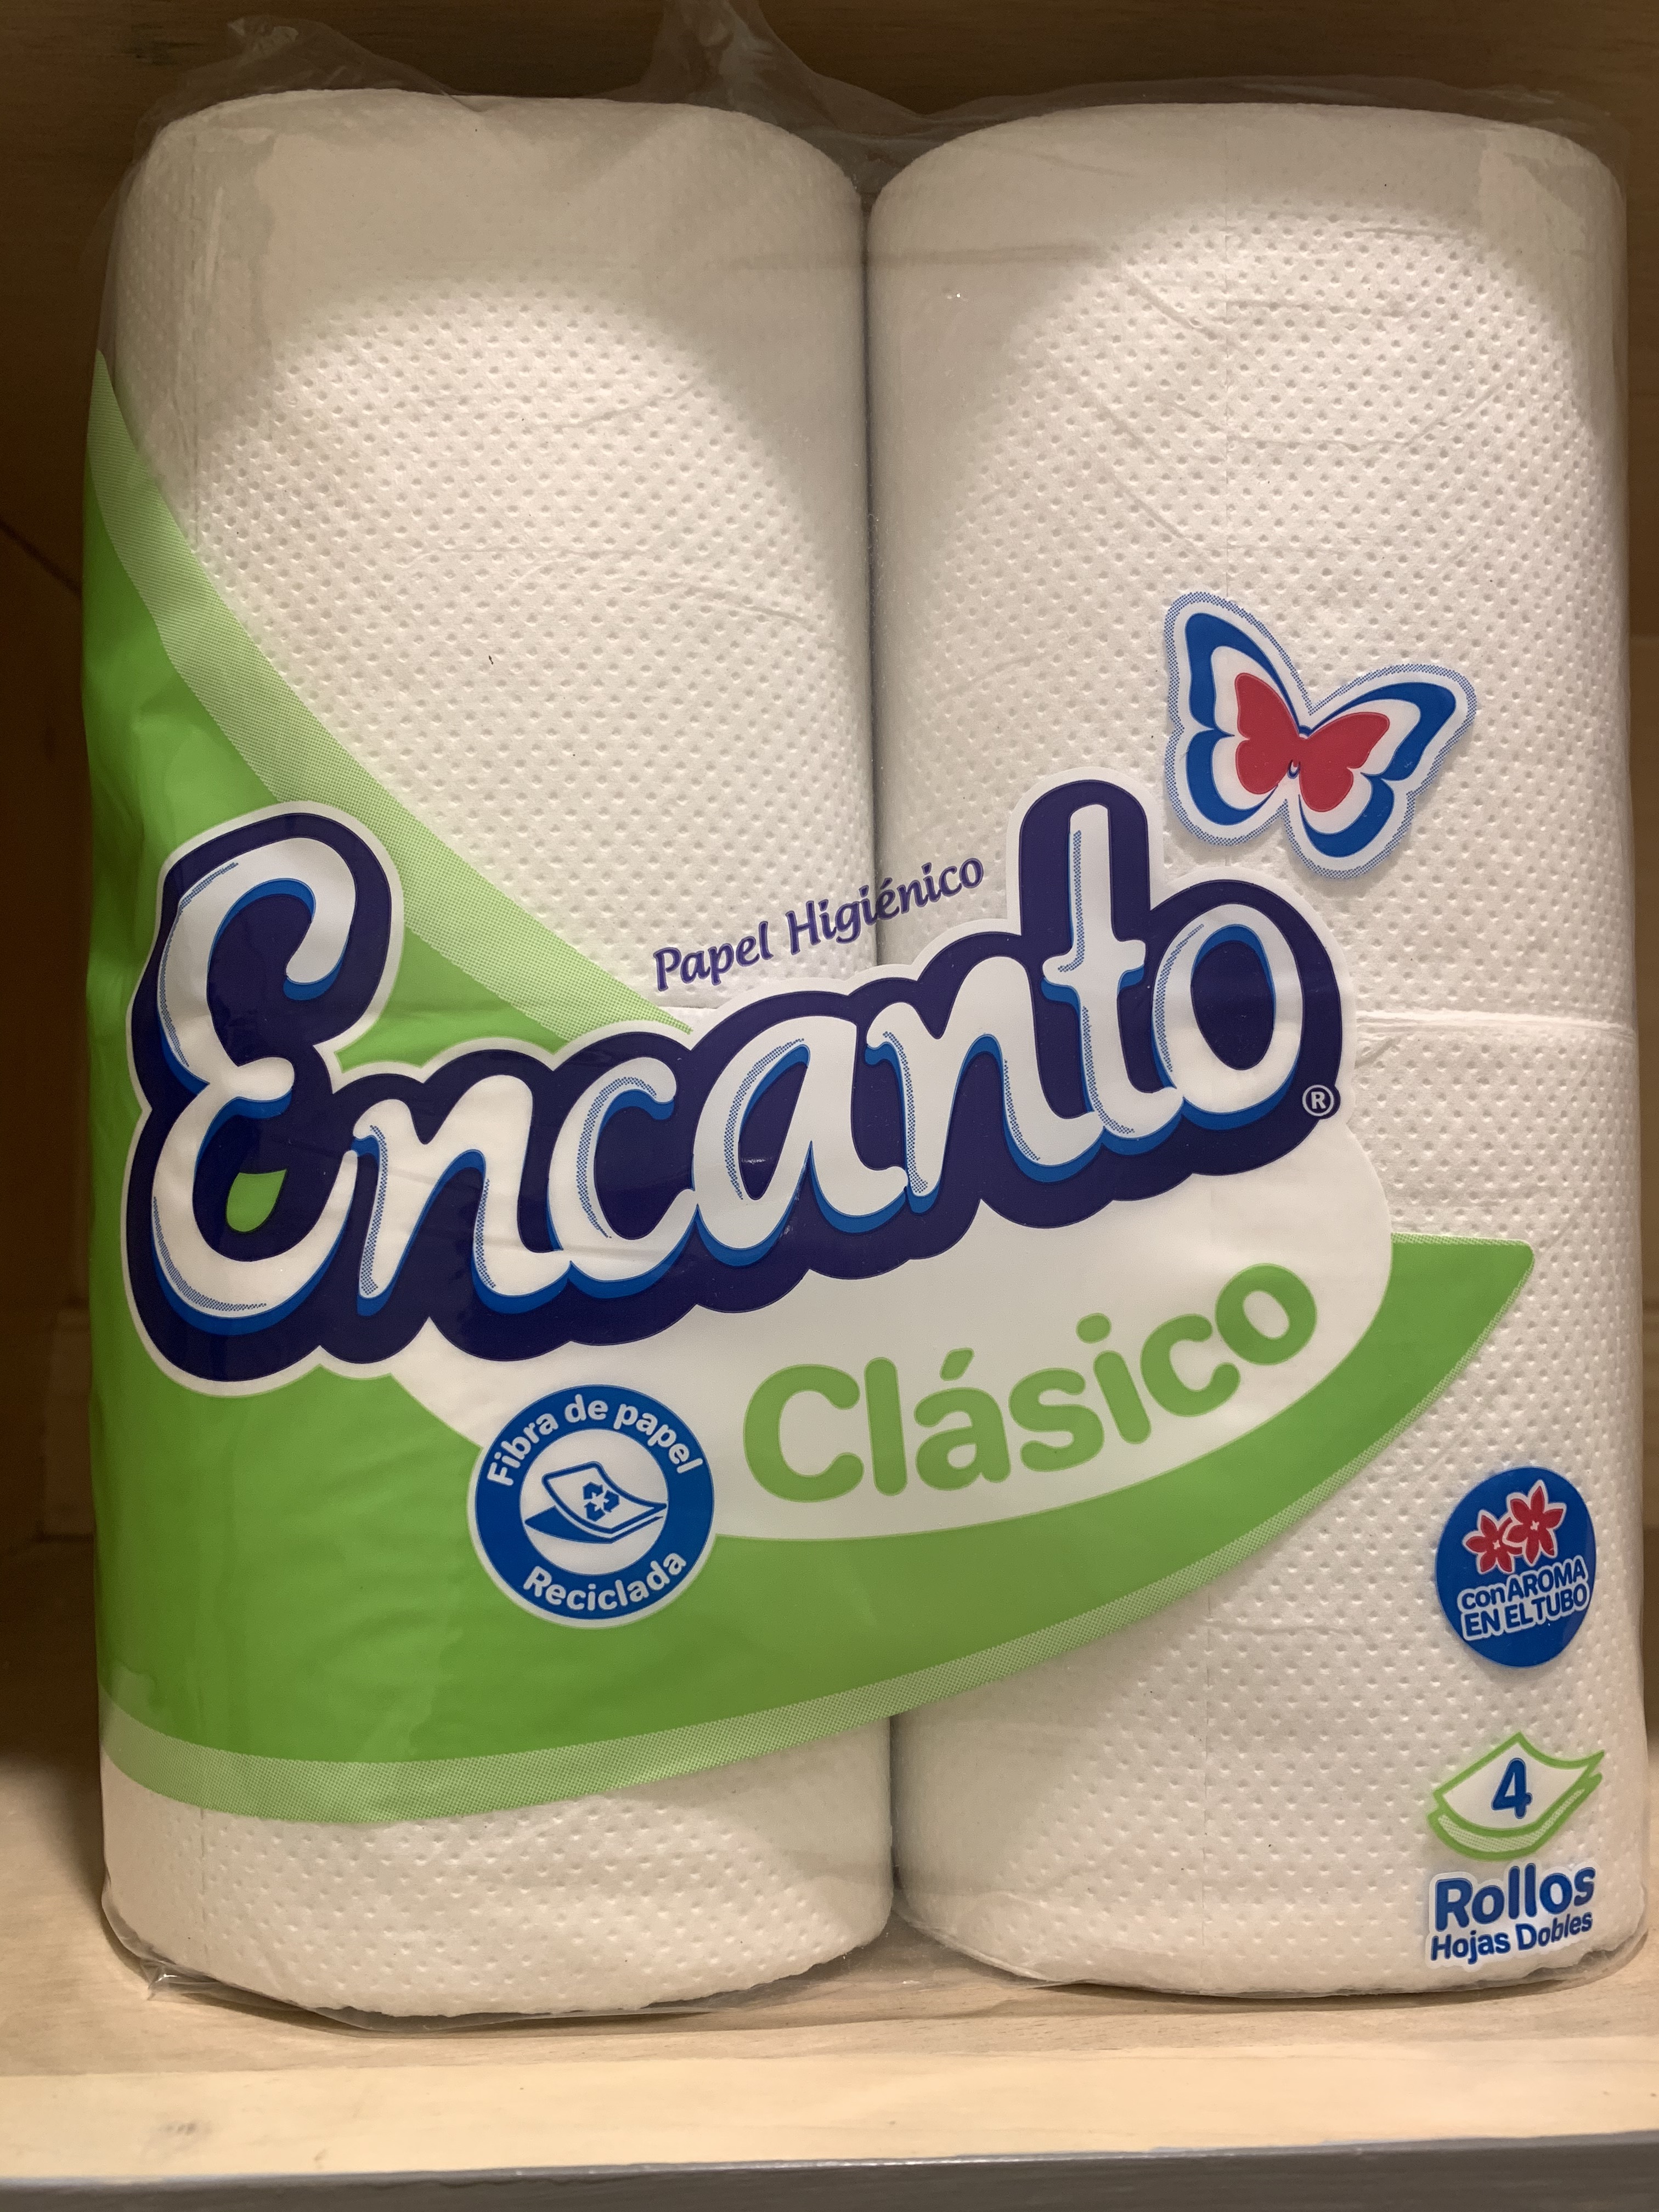 Papel Higiénico
Encanto®
Clásico
Fibra de papel
Reciclada
con AROMA
EN EL TUBO
4
Rollos
Hojas Dobles